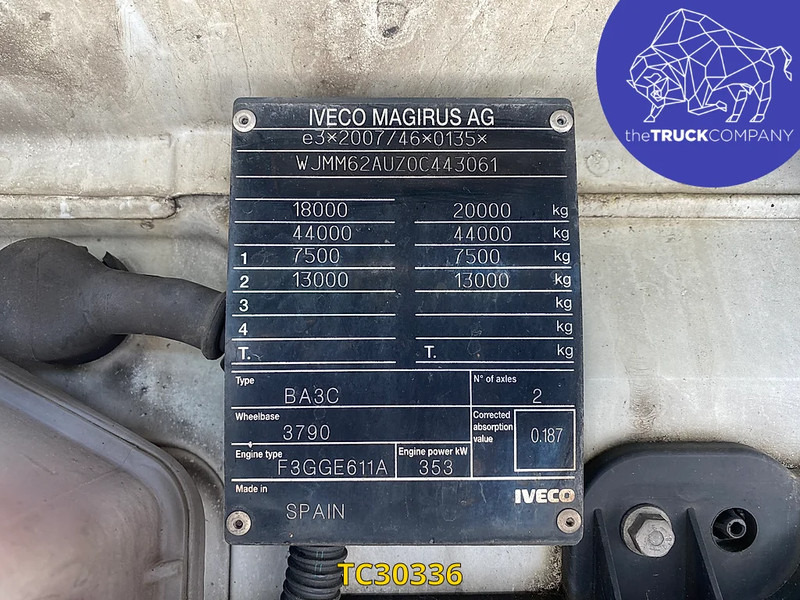 theTRUCKCOMPANY
IVECO MAGIRUS AG
e3×2007/46×0135×
WJMM62AUZ0C443061
18000 20000 kg
44000 44000 kg
1 7500 7500 kg
2 13000 13000 kg
3 kg
4 kg
T. T. kg
Type BA3C N° of axles 2
Wheelbase 3790 Corrected absorption value 0.187
Engine type F3GGE611A Engine power kW 353
Made in SPAIN IVECO
TC30336